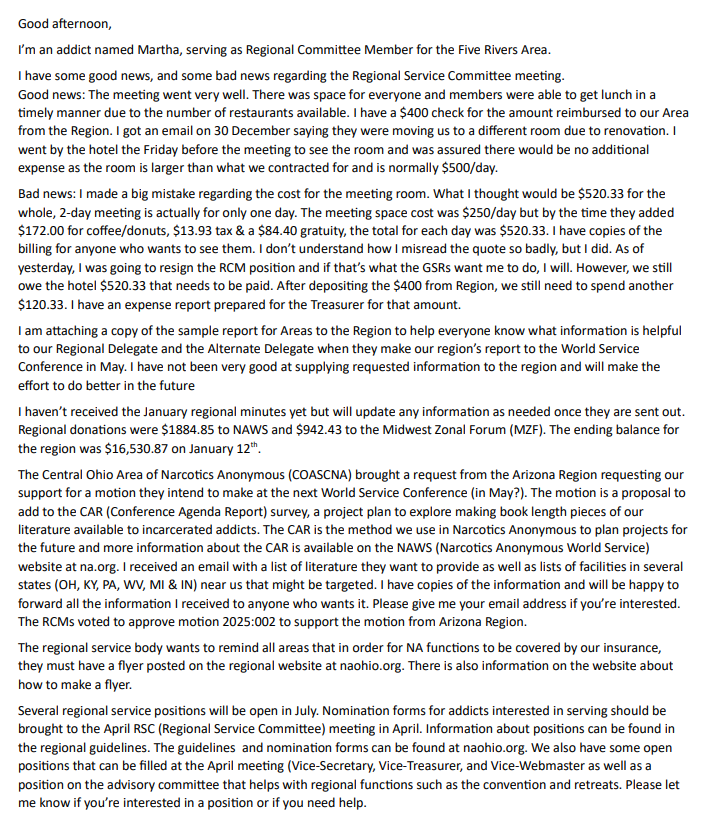 Good afternoon,
I'm an addict named Martha, serving as Regional Committee Member for the Five Rivers Area.
I have some good news, and some bad news regarding the Regional Service Committee meeting.
Good news: The meeting went very well. There was space for everyone and members were able to get lunch in a
timely manner due to the number of restaurants available. I have a $400 check for the amount reimbursed to our Area
from the Region. I got an email on 30 December saying they were moving us to a different room due to renovation. I
went by the hotel the Friday before the meeting to see the room and was assured there would be no additional
expense as the room is larger than what we contracted for and is normally $500/day.
Bad news: I made a big mistake regarding the cost for the meeting room. What I thought would be $520.33 for the
whole, 2-day meeting is actually for only one day. The meeting space cost was $250/day but by the time they added
$172.00 for coffee/donuts, $13.93 tax & a $84.40 gratuity, the total for each day was $520.33. I have copies of the
billing for anyone who wants to see them. I don't understand how I misread the quote so badly, but I did. As of
yesterday, I was going to resign the RCM position and if that's what the GSRs want me to do, I will. However, we still
owe the hotel $520.33 that needs to be paid. After depositing the $400 from Region, we still need to spend another
$120.33. I have an expense report prepared for the Treasurer for that amount.
I am attaching a copy of the sample report for Areas to the Region to help everyone know what information is helpful
to our Regional Delegate and the Alternate Delegate when they make our region's report to the World Service
Conference in May. I have not been very good at supplying requested information to the region and will make the
effort to do better in the future
I haven't received the January regional minutes yet but will update any information as needed once they are sent out.
Regional donations were $1884.85 to NAWS and $942.43 to the Midwest Zonal Forum (MZF). The ending balance for
the region was $16,530.87 on January 12th.
The Central Ohio Area of Narcotics Anonymous (COASCNA) brought a request from the Arizona Region requesting our
support for a motion they intend to make at the next World Service Conference (in May?). The motion is a proposal to
add to the CAR (Conference Agenda Report) survey, a project plan to explore making book length pieces of our
literature available to incarcerated addicts. The CAR is the method we use in Narcotics Anonymous to plan projects for
the future and more information about the CAR is available on the NAWS (Narcotics Anonymous World Service)
website at na.org. I received an email with a list of literature they want to provide as well as lists of facilities in several
states (OH, KY, PA, WV, MI & IN) near us that might be targeted. I have copies of the information and will be happy to
forward all the information I received to anyone who wants it. Please give me your email address if you're interested.
The RCMs voted to approve motion 2025:002 to support the motion from Arizona Region.
The regional service body wants to remind all areas that in order for NA functions to be covered by our insurance,
they must have a flyer posted on the regional website at naohio.org. There is also information on the website about
how to make a flyer.
Several regional service positions will be open in July. Nomination forms for addicts interested in serving should be
brought to the April RSC (Regional Service Committee) meeting in April. Information about positions can be found in
the regional guidelines. The guidelines and nomination forms can be found at naohio.org. We also have some open
positions that can be filled at the April meeting (Vice-Secretary, Vice-Treasurer, and Vice-Webmaster as well as a
position on the advisory committee that helps with regional functions such as the convention and retreats. Please let
me know if you're interested in a position or if you need help.